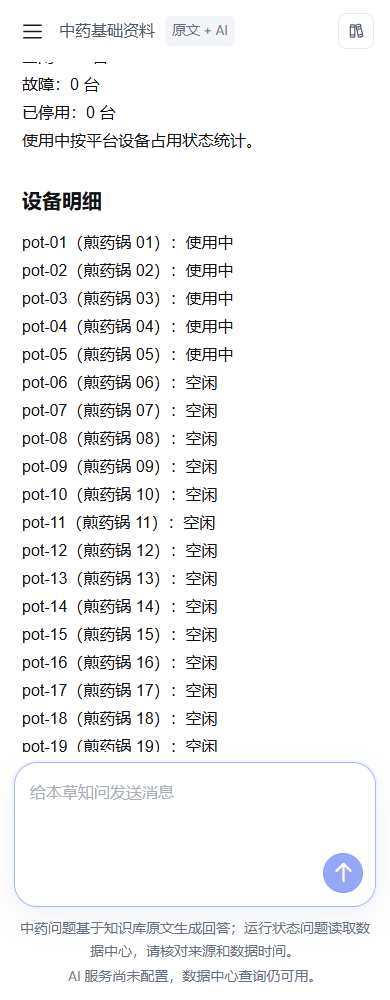 中药基础资料
原文 + AI
故障：0 台
已停用：0 台
使用中按平台设备占用状态统计。
设备明细
pot-01（煎药锅 01）：使用中
pot-02（煎药锅 02）：使用中
pot-03（煎药锅 03）：使用中
pot-04（煎药锅 04）：使用中
pot-05（煎药锅 05）：使用中
pot-06（煎药锅 06）：空闲
pot-07（煎药锅 07）：空闲
pot-08（煎药锅 08）：空闲
pot-09（煎药锅 09）：空闲
pot-10（煎药锅 10）：空闲
pot-11（煎药锅 11）：空闲
pot-12（煎药锅 12）：空闲
pot-13（煎药锅 13）：空闲
pot-14（煎药锅 14）：空闲
pot-15（煎药锅 15）：空闲
pot-16（煎药锅 16）：空闲
pot-17（煎药锅 17）：空闲
pot-18（煎药锅 18）：空闲
pot-19（煎药锅 19）：空闲
给本草知问发送消息
中药问题基于知识库原文生成回答；运行状态问题读取数
据中心，请核对来源和数据时间。
AI 服务尚未配置，数据中心查询仍可用。